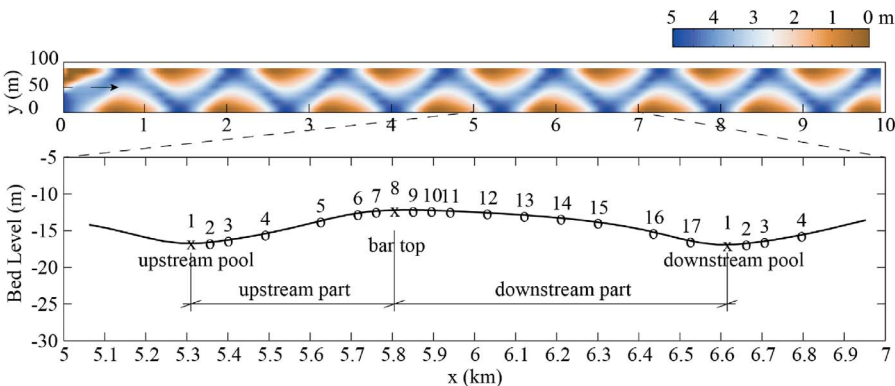 5 4 3 2 1 0 m
y (m)
100
50
0
0 1 2 3 4 5 6 7 8 9 10
Bed Level (m)
-5
-10
-15
-20
-25
-30
1 2 3 4 5 6 7 8 9 10 11 12 13 14 15 16 17 1 2 3 4
upstream pool
bar top
downstream pool
upstream part
downstream part
5 5.1 5.2 5.3 5.4 5.5 5.6 5.7 5.8 5.9 6 6.1 6.2 6.3 6.4 6.5 6.6 6.7 6.8 6.9 7
x (km)